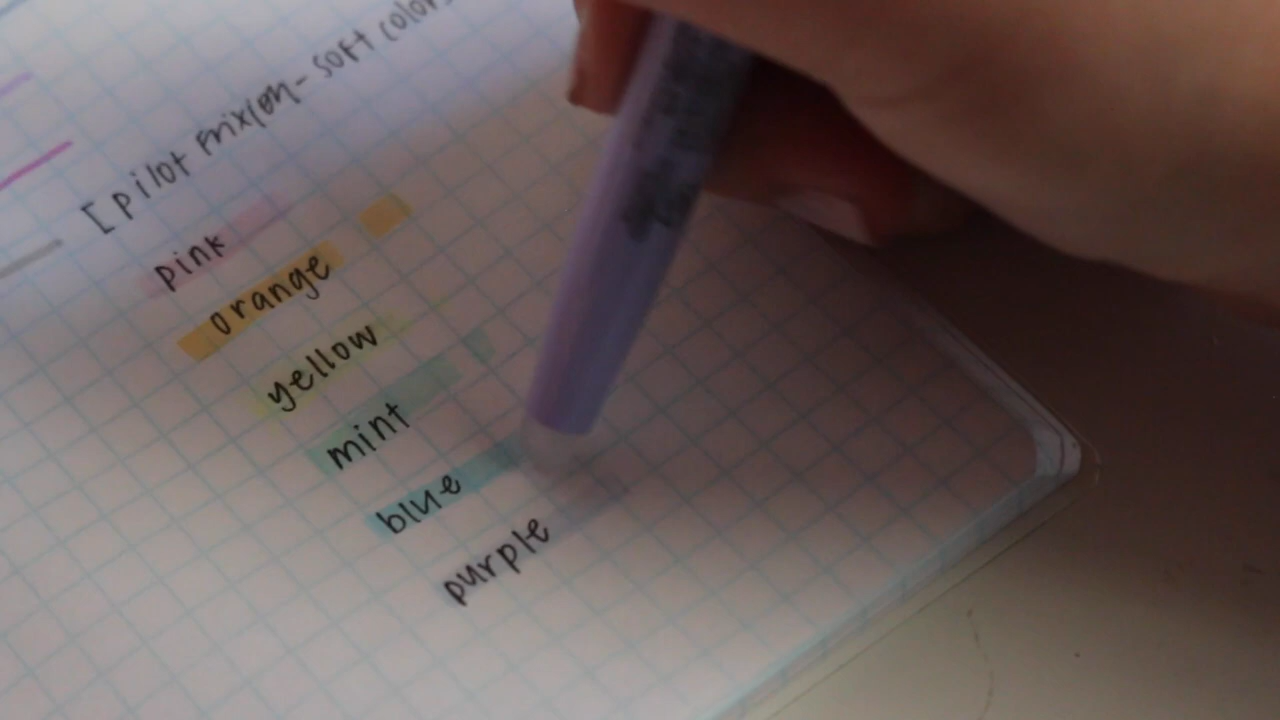 [ pilot frixion - soft color
pink
orange
yellow
mint
blue
purple